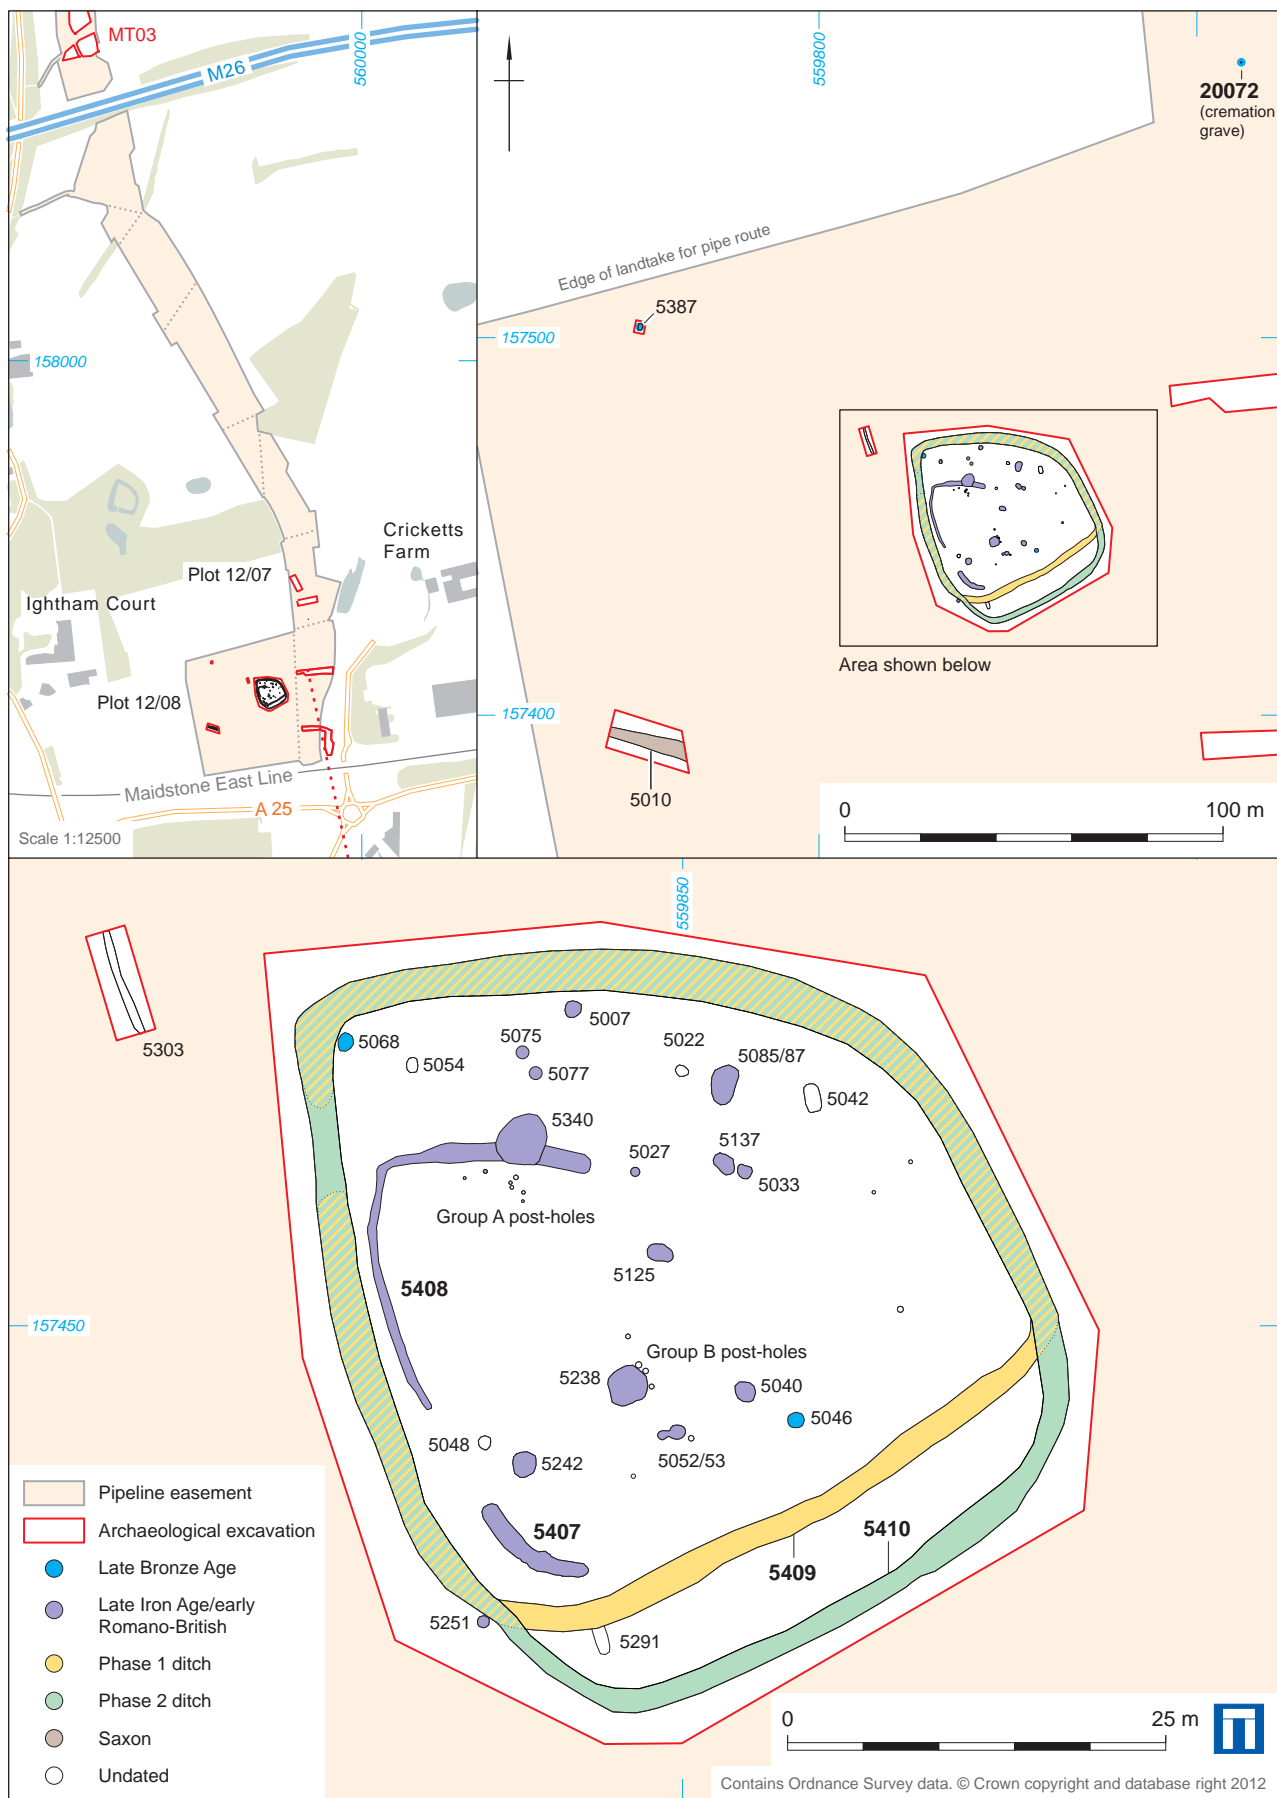 MT03
M26
560000
158000
Cricketts
Farm
Plot 12/07
Ightham Court
Plot 12/08
Maidstone East Line
A 25
Scale 1:12500
559800
20072
(cremation
grave)
Edge of landtake for pipe route
5387
157500
Area shown below
157400
5010
0 100 m
559850
5303
5007
5068
5075
5022
5085/87
5054
5077
5042
5340
5137
5027
5033
Group A post-holes
5125
5408
157450
Group B post-holes
5238
5040
5046
5048
5242
5052/53
5407
5410
5409
5251
5291
Pipeline easement
Archaeological excavation
Late Bronze Age
Late Iron Age/early
Romano-British
Phase 1 ditch
Phase 2 ditch
Saxon
Undated
0 25 m
Contains Ordnance Survey data. © Crown copyright and database right 2012